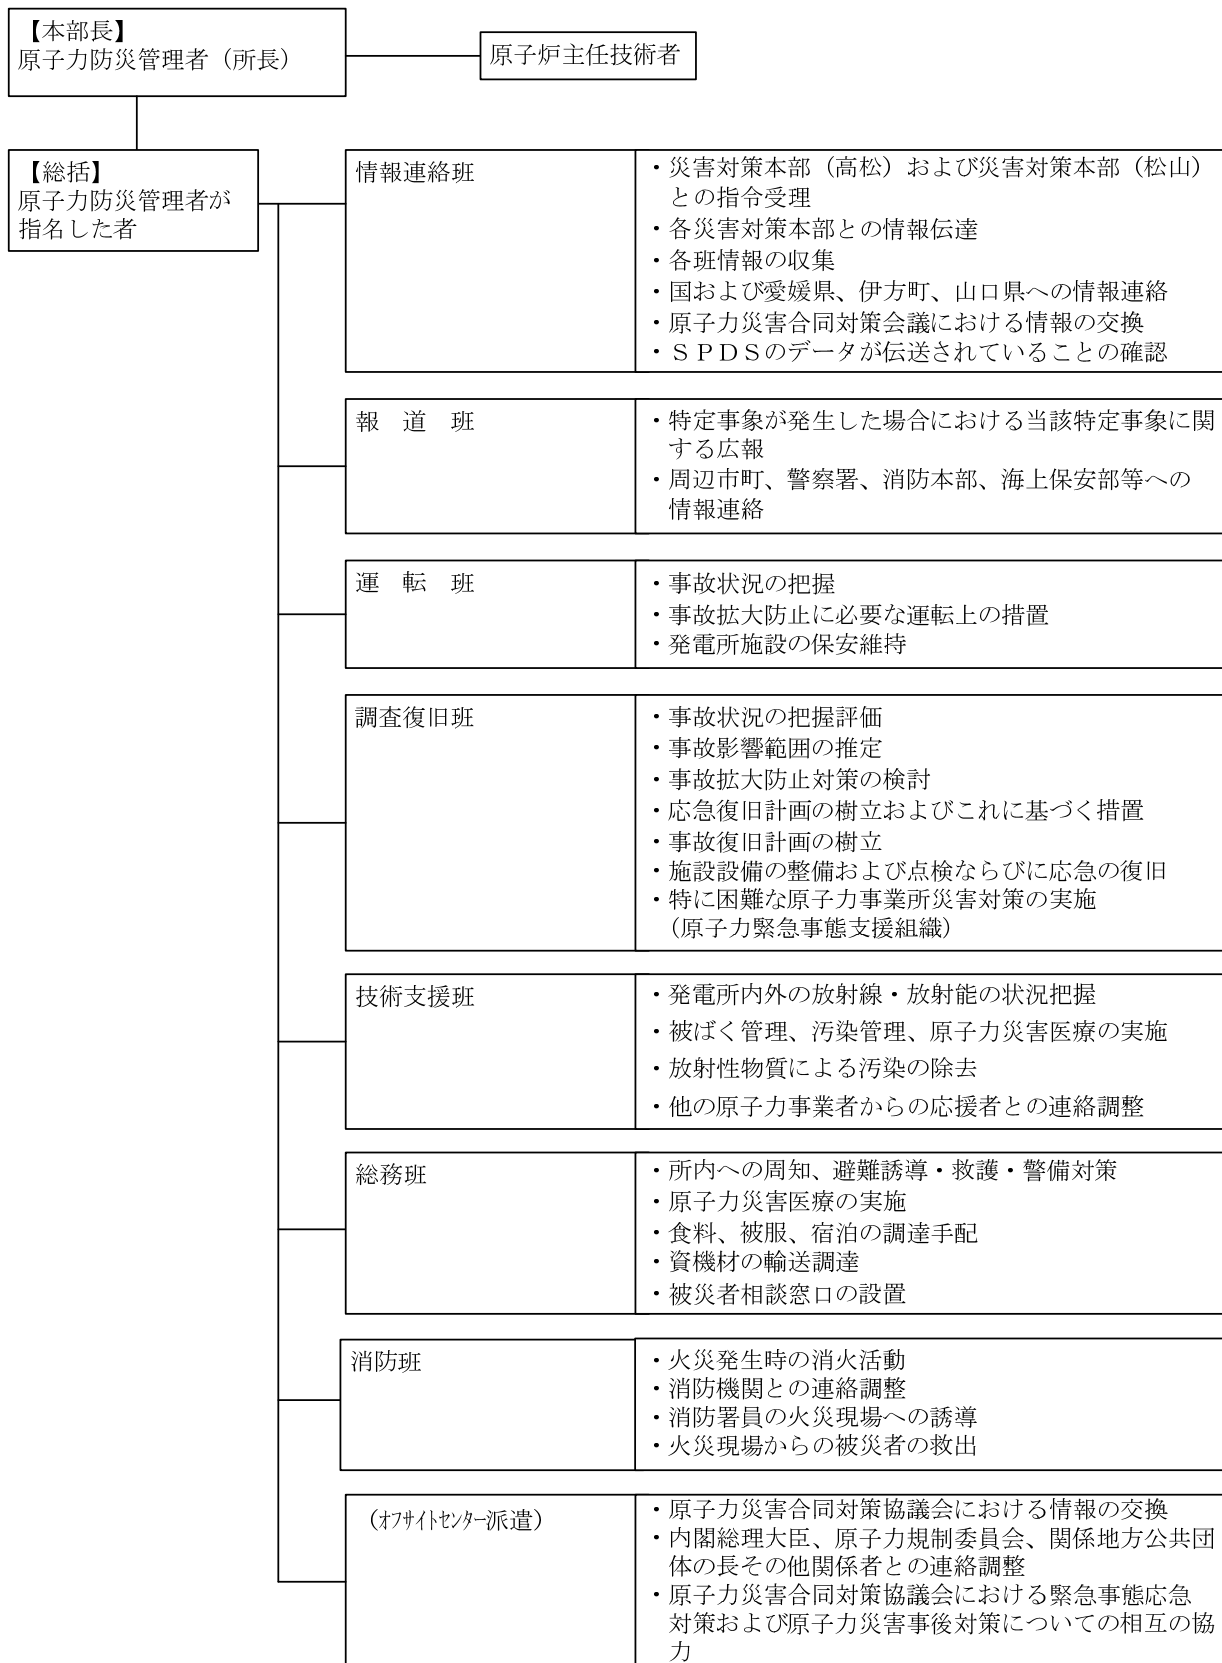 【本部長】
原子力防災管理者（所長）
原子炉主任技術者
【総括】
原子力防災管理者が
指名した者
情報連絡班
・災害対策本部（高松）および災害対策本部（松山）
との指令受理
・各災害対策本部との情報伝達
・各班情報の収集
・国および愛媛県、伊方町、山口県への情報連絡
・原子力災害合同対策会議における情報の交換
・ＳＰＤＳのデータが伝送されていることの確認
報　道　班
・特定事象が発生した場合における当該特定事象に関
する広報
・周辺市町、警察署、消防本部、海上保安部等への
情報連絡
運　転　班
・事故状況の把握
・事故拡大防止に必要な運転上の措置
・発電所施設の保安維持
調査復旧班
・事故状況の把握評価
・事故影響範囲の推定
・事故拡大防止対策の検討
・応急復旧計画の樹立およびこれに基づく措置
・事故復旧計画の樹立
・施設設備の整備および点検ならびに応急の復旧
・特に困難な原子力事業所災害対策の実施
（原子力緊急事態支援組織）
技術支援班
・発電所内外の放射線・放射能の状況把握
・被ばく管理、汚染管理、原子力災害医療の実施
・放射性物質による汚染の除去
・他の原子力事業者からの応援者との連絡調整
総務班
・所内への周知、避難誘導・救護・警備対策
・原子力災害医療の実施
・食料、被服、宿泊の調達手配
・資機材の輸送調達
・被災者相談窓口の設置
消防班
・火災発生時の消火活動
・消防機関との連絡調整
・消防署員の火災現場への誘導
・火災現場からの被災者の救出
（ｵﾌｻｲﾄｾﾝﾀｰ派遣）
・原子力災害合同対策協議会における情報の交換
・内閣総理大臣、原子力規制委員会、関係地方公共団
体の長その他関係者との連絡調整
・原子力災害合同対策協議会における緊急事態応急
対策および原子力災害事後対策についての相互の協
力